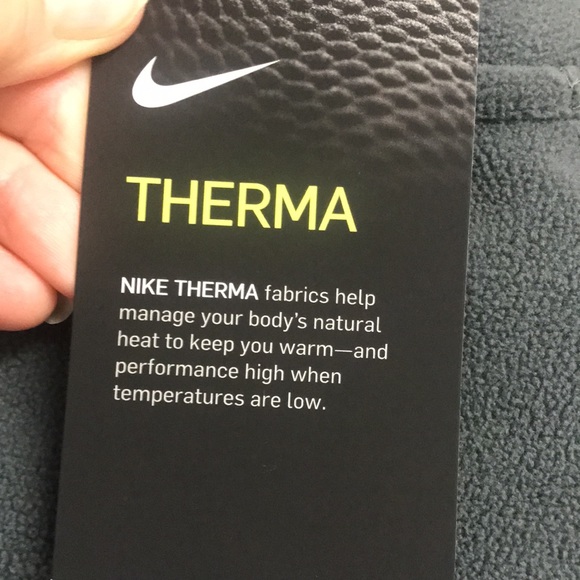 THERMA
NIKE THERMA fabrics help
manage your body's natural
heat to keep you warm—and
performance high when
temperatures are low.